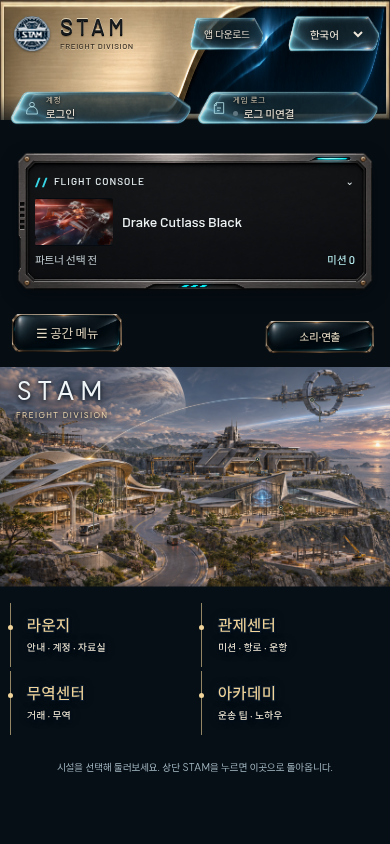 STAM
FREIGHT DIVISION
앱 다운로드
한국어
계정
로그인
게임 로그
로그 미연결
// FLIGHT CONSOLE
Drake Cutlass Black
파트너 선택 전
미션 0
☰ 공간 메뉴
소리·연출
STAM
FREIGHT DIVISION
라운지
안내 · 계정 · 자료실
관제센터
미션 · 항로 · 운항
무역센터
거래 · 무역
아카데미
운송 팁 · 노하우
시설을 선택해 둘러보세요. 상단 STAM을 누르면 이곳으로 돌아옵니다.